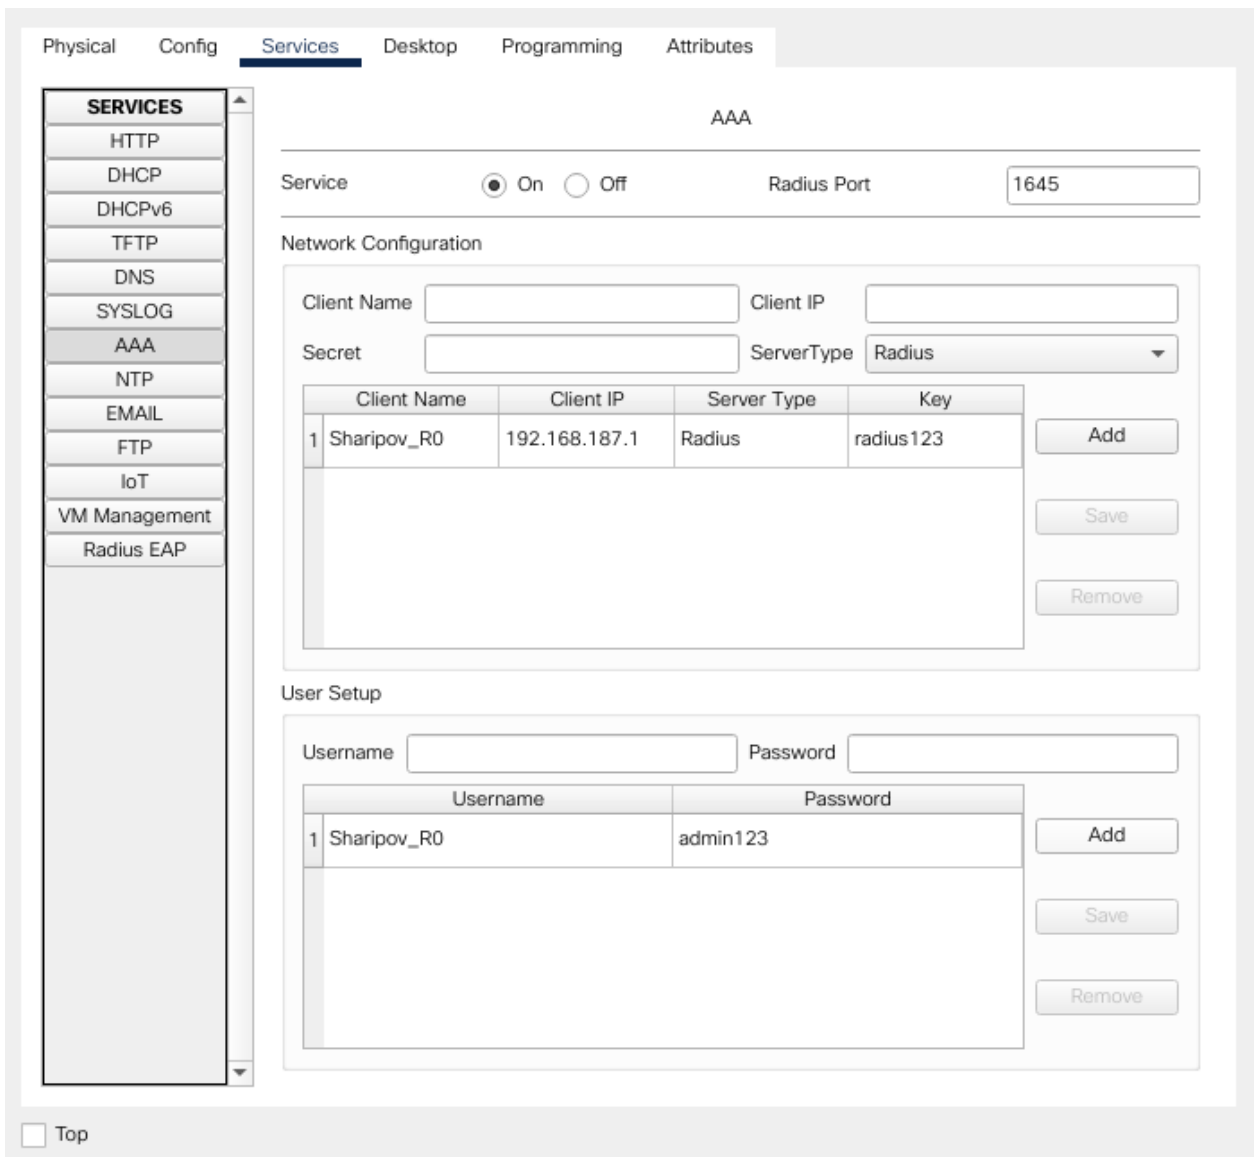 Physical Config Services Desktop Programming Attributes
SERVICES
HTTP
DHCP
DHCPv6
TFTP
DNS
SYSLOG
AAA
NTP
EMAIL
FTP
IoT
VM Management
Radius EAP
AAA
Service On Off Radius Port 1645
Network Configuration
Client Name Client IP
Secret ServerType Radius
Client Name Client IP Server Type Key
1 Sharipov_R0 192.168.187.1 Radius radius123
Add
Save
Remove
User Setup
Username Password
Username Password
1 Sharipov_R0 admin123
Add
Save
Remove
Top